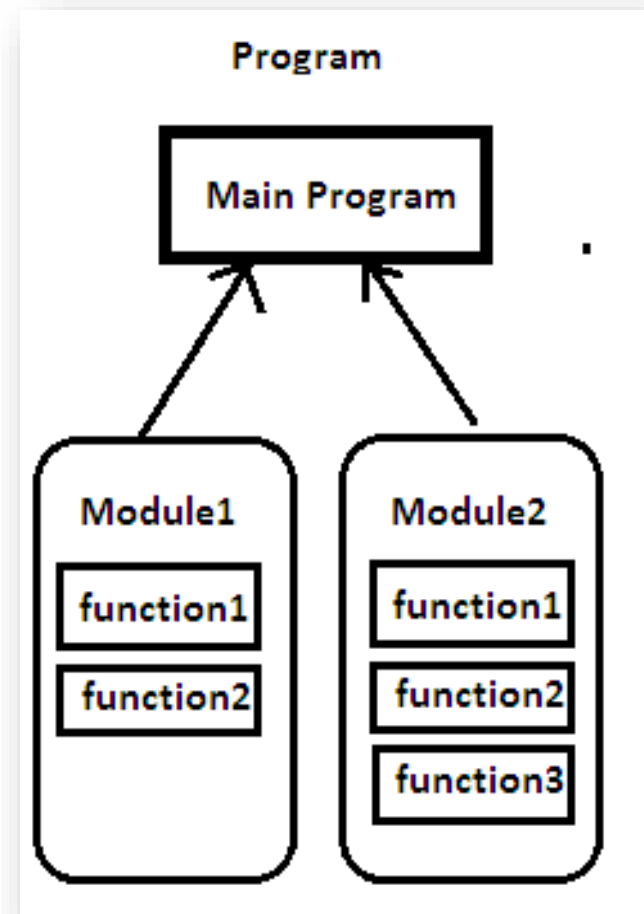 Program
Main Program
Module1
function1
function2
Module2
function1
function2
function3